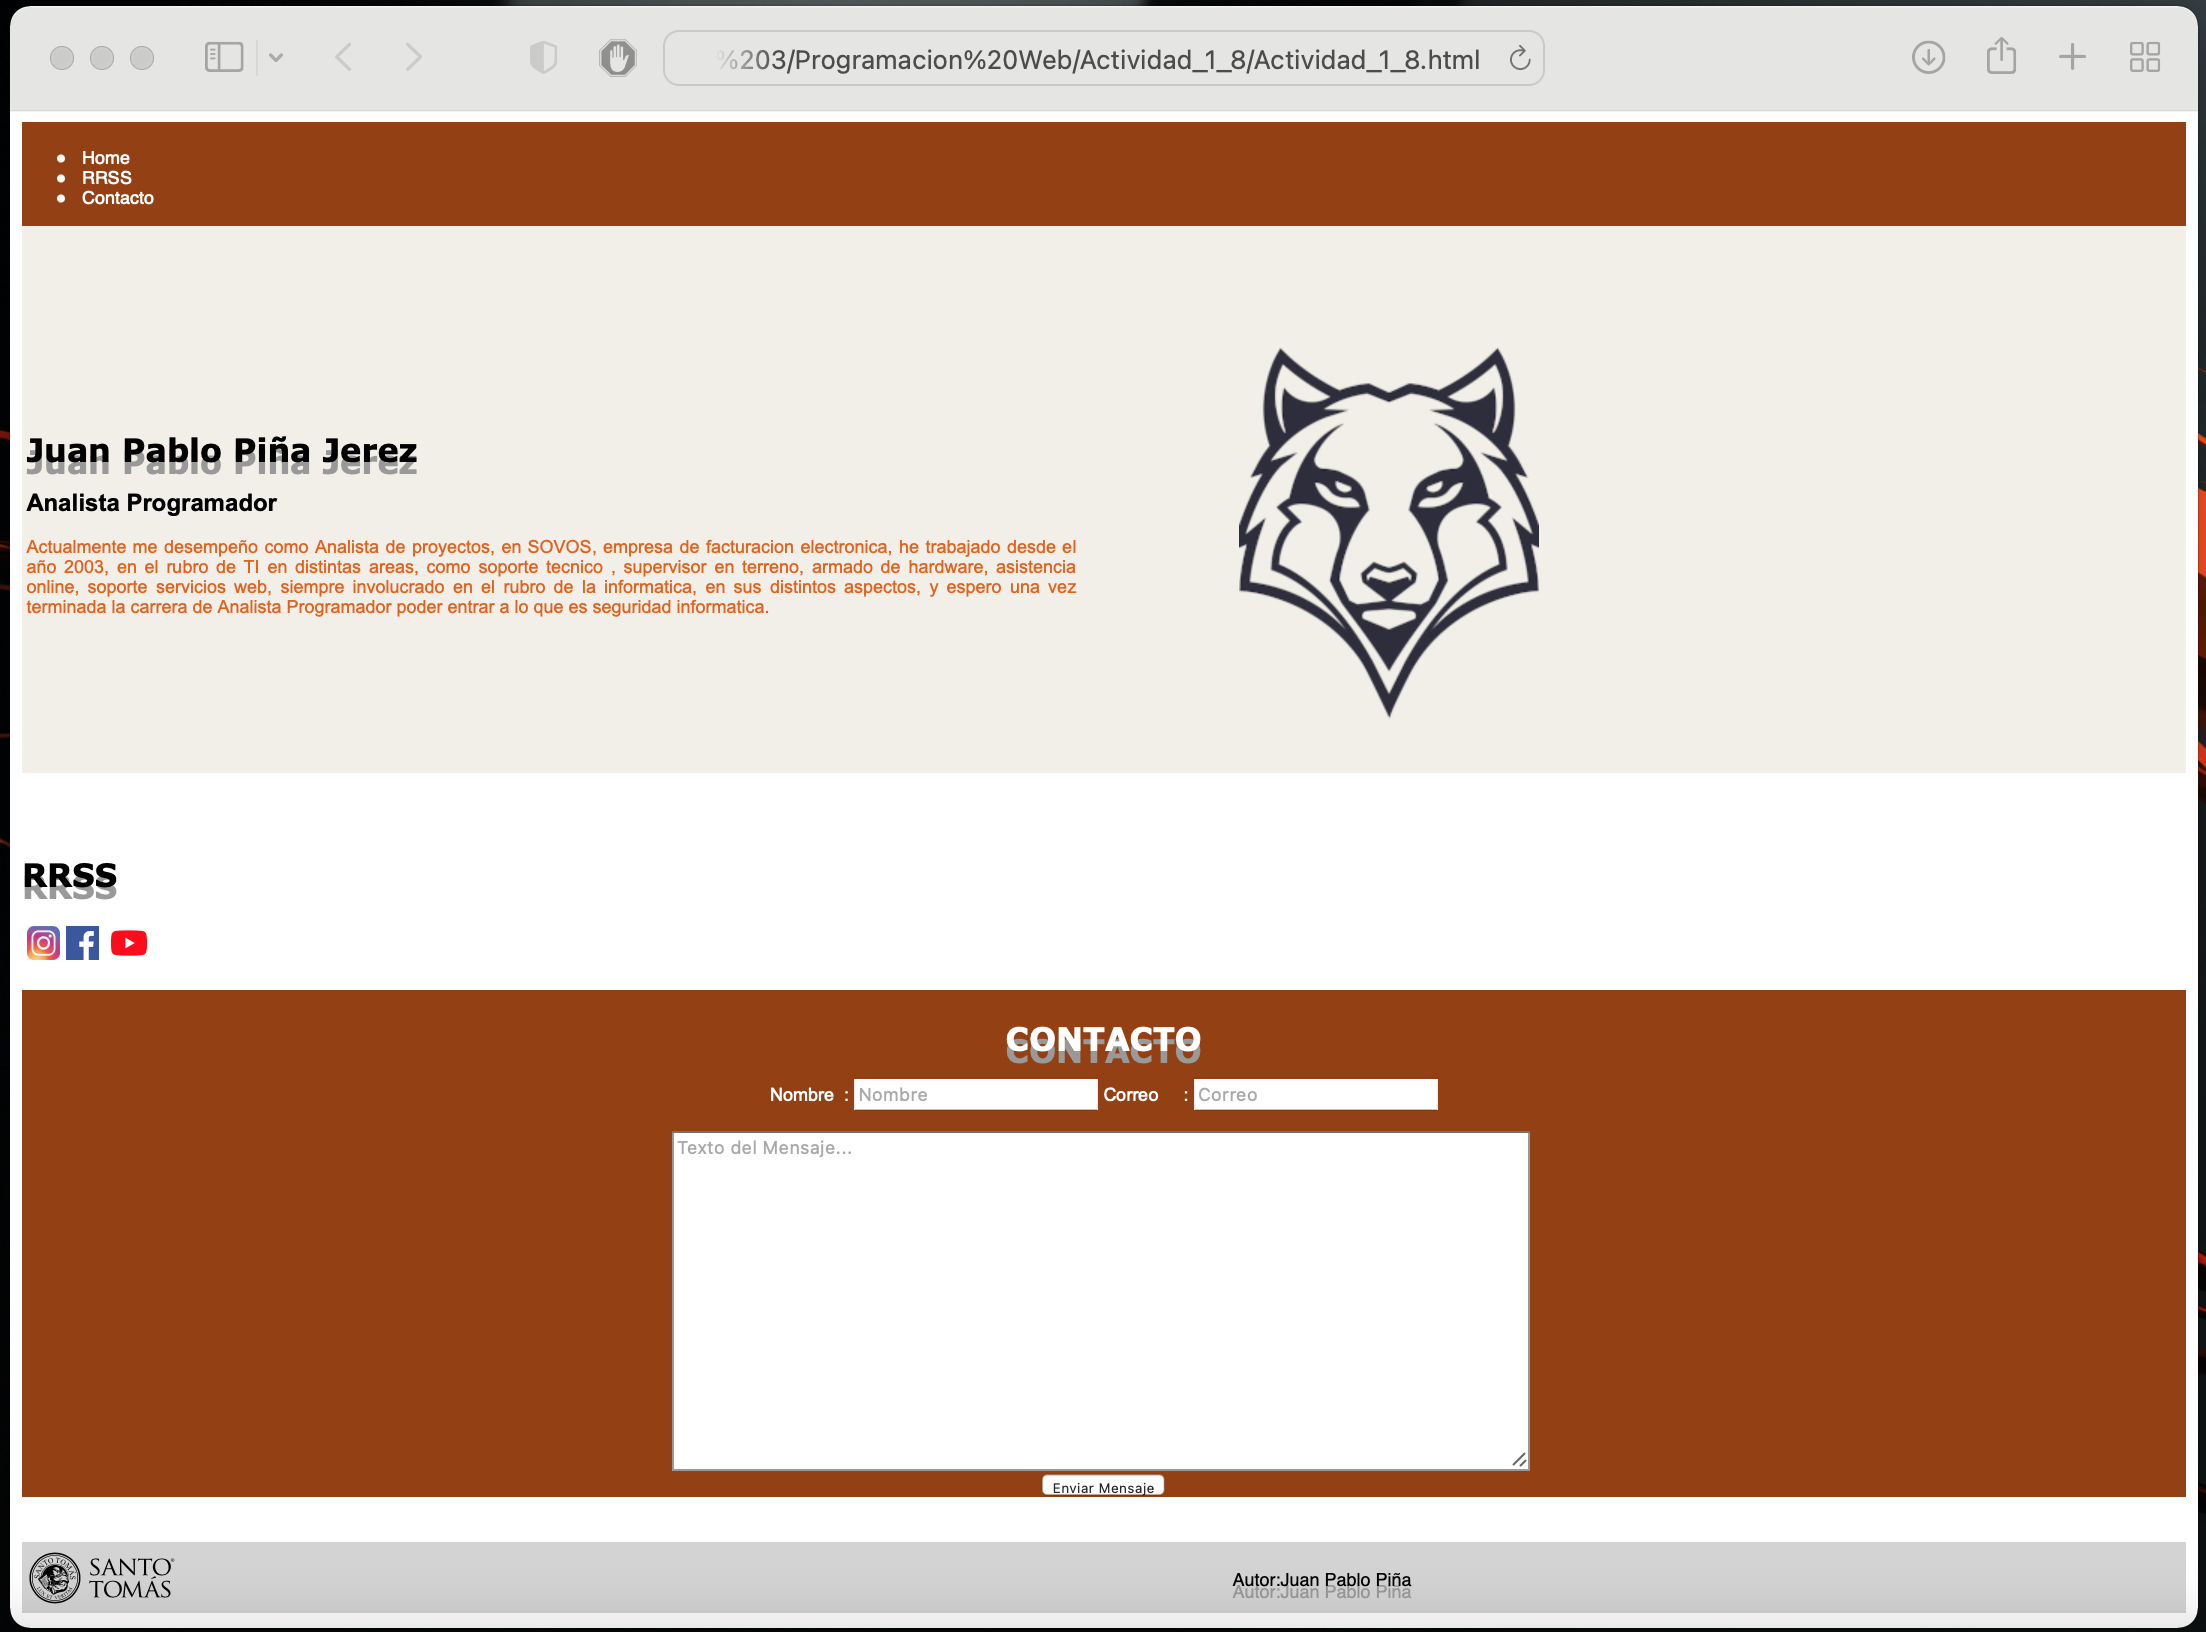 %203/Programacion%20Web/Actividad_1_8/Actividad_1_8.html
Home
RRSS
Contacto
Juan Pablo Piña Jerez
Analista Programador
Actualmente me desempeño como Analista de proyectos, en SOVOS, empresa de facturacion electronica, he trabajado desde el
año 2003, en el rubro de TI en distintas areas, como soporte tecnico , supervisor en terreno, armado de hardware, asistencia
online, soporte servicios web, siempre involucrado en el rubro de la informatica, en sus distintos aspectos, y espero una vez
terminada la carrera de Analista Programador poder entrar a lo que es seguridad informatica.
RRSS
CONTACTO
Nombre : Nombre Correo : Correo
Texto del Mensaje...
Enviar Mensaje
SANTO
TOMÁS
Autor:Juan Pablo Piña